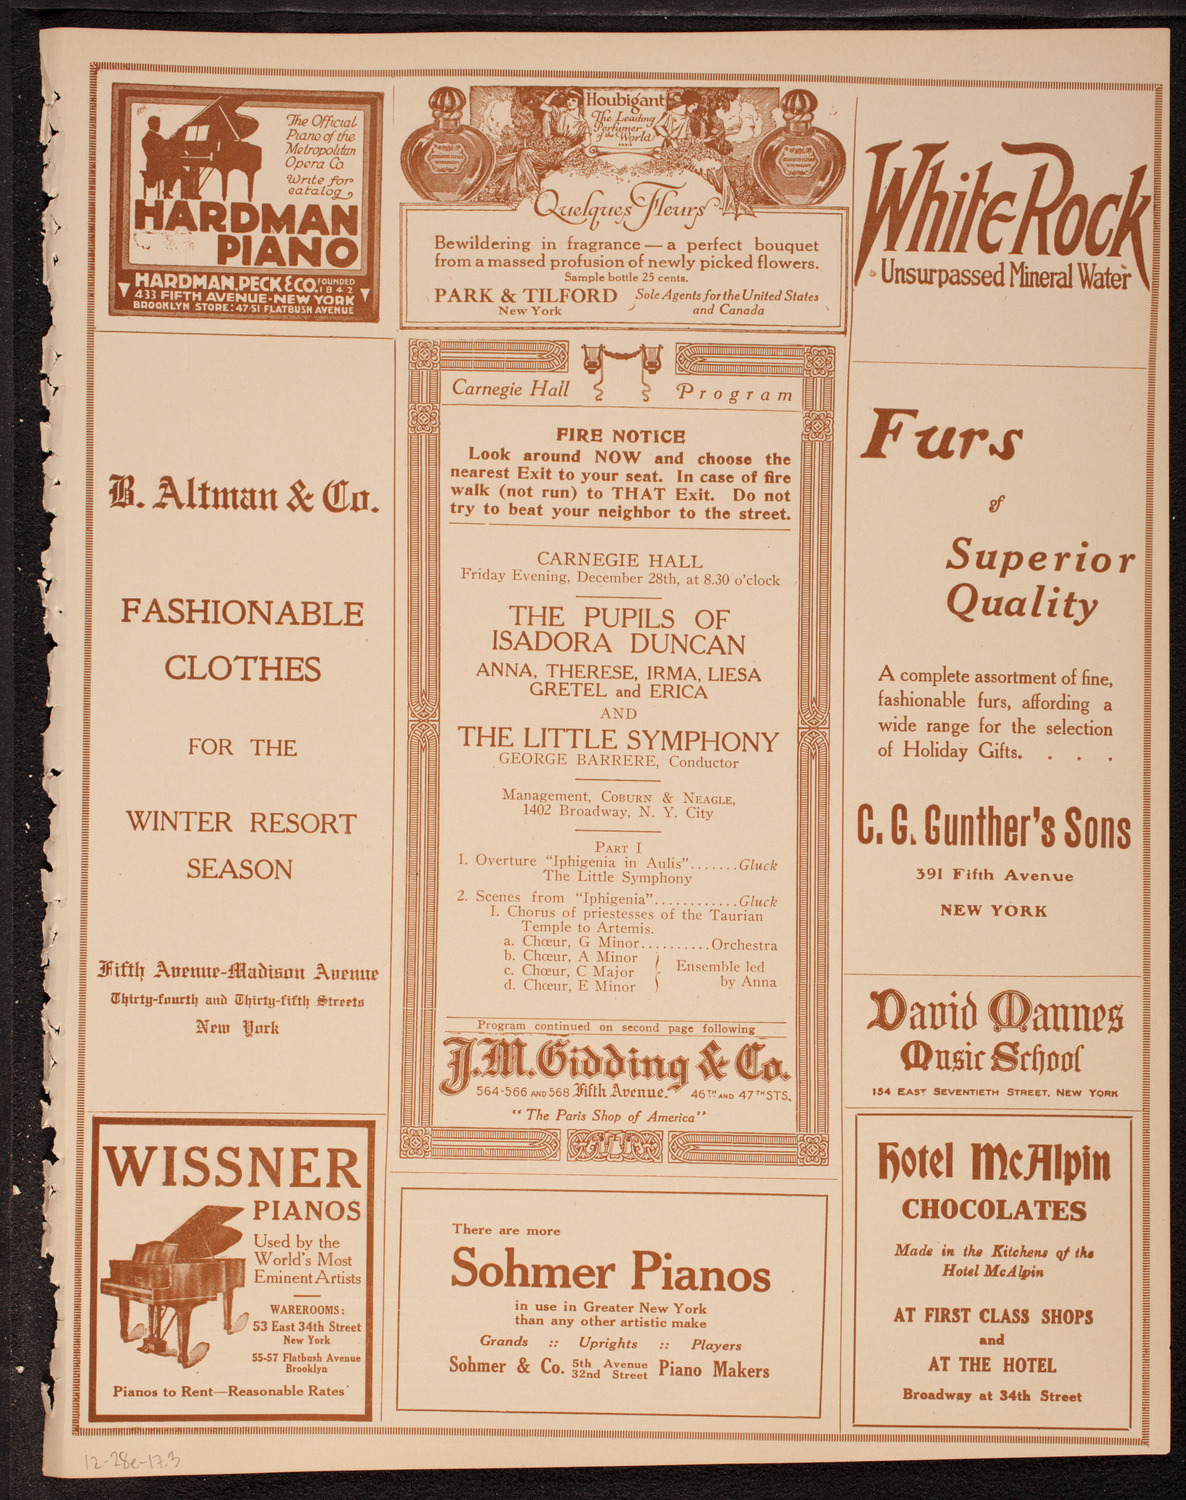 The Official
Piano of the
Metropolitan
Opera Co
Write for
catalog
HARDMAN
PIANO
HARDMAN, PECK & CO. FOUNDED 1842
433 FIFTH AVENUE - NEW YORK
BROOKLYN STORE: 47-51 FLATBUSH AVENUE
Houbigant
The Leading
Perfumer
of the World
PARIS
Quelques Fleurs
Bewildering in fragrance — a perfect bouquet
from a massed profusion of newly picked flowers.
Sample bottle 25 cents.
PARK & TILFORD Sole Agents for the United States
New York and Canada
White Rock
Unsurpassed Mineral Water
B. Altman & Co.
FASHIONABLE
CLOTHES
FOR THE
WINTER RESORT
SEASON
Fifth Avenue-Madison Avenue
Thirty-fourth and Thirty-fifth Streets
New York
Carnegie Hall Program
FIRE NOTICE
Look around NOW and choose the
nearest Exit to your seat. In case of fire
walk (not run) to THAT Exit. Do not
try to beat your neighbor to the street.
CARNEGIE HALL
Friday Evening, December 28th, at 8.30 o'clock
THE PUPILS OF
ISADORA DUNCAN
ANNA, THERESE, IRMA, LIESA
GRETEL and ERICA
AND
THE LITTLE SYMPHONY
GEORGE BARRERE, Conductor
Management, COBURN & NEAGLE,
1402 Broadway, N. Y. City
PART I
1. Overture "Iphigenia in Aulis".......Gluck
The Little Symphony
2. Scenes from "Iphigenia"............Gluck
I. Chorus of priestesses of the Taurian
Temple to Artemis.
a. Chœur, G Minor..........Orchestra
b. Chœur, A Minor
c. Chœur, C Major
d. Chœur, E Minor
Ensemble led
by Anna
Program continued on second page following
J.M. Gidding & Co.
564-566 AND 568 Fifth Avenue. 46TH AND 47TH STS.
"The Paris Shop of America"
Furs
of
Superior
Quality
A complete assortment of fine,
fashionable furs, affording a
wide range for the selection
of Holiday Gifts. . . .
C. G. Gunther's Sons
391 Fifth Avenue
NEW YORK
David Mannes
Music School
154 EAST SEVENTIETH STREET, NEW YORK
WISSNER
PIANOS
Used by the
World's Most
Eminent Artists
WAREROOMS:
53 East 34th Street
New York
55-57 Flatbush Avenue
Brooklyn
Pianos to Rent—Reasonable Rates
There are more
Sohmer Pianos
in use in Greater New York
than any other artistic make
Grands :: Uprights :: Players
Sohmer & Co. 5th Avenue 32nd Street Piano Makers
Hotel McAlpin
CHOCOLATES
Made in the Kitchens of the
Hotel McAlpin
AT FIRST CLASS SHOPS
and
AT THE HOTEL
Broadway at 34th Street
12-28e-17.3